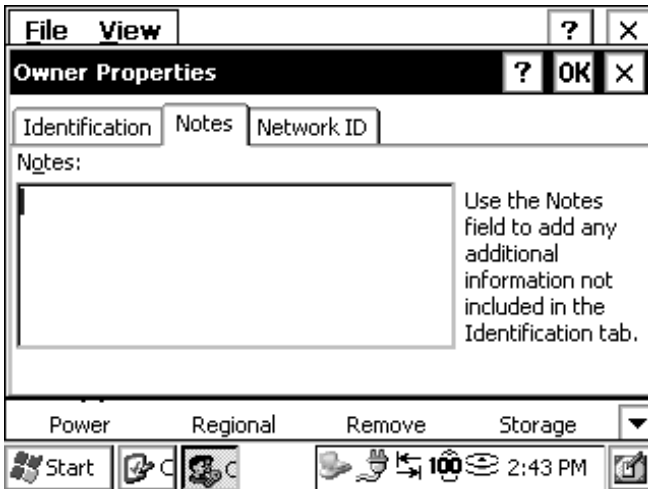 File View ? ×
Owner Properties ? OK ×
Identification Notes Network ID
Notes:
Use the Notes
field to add any
additional
information not
included in the
Identification tab.
Power Regional Remove Storage
Start C C 100 2:43 PM